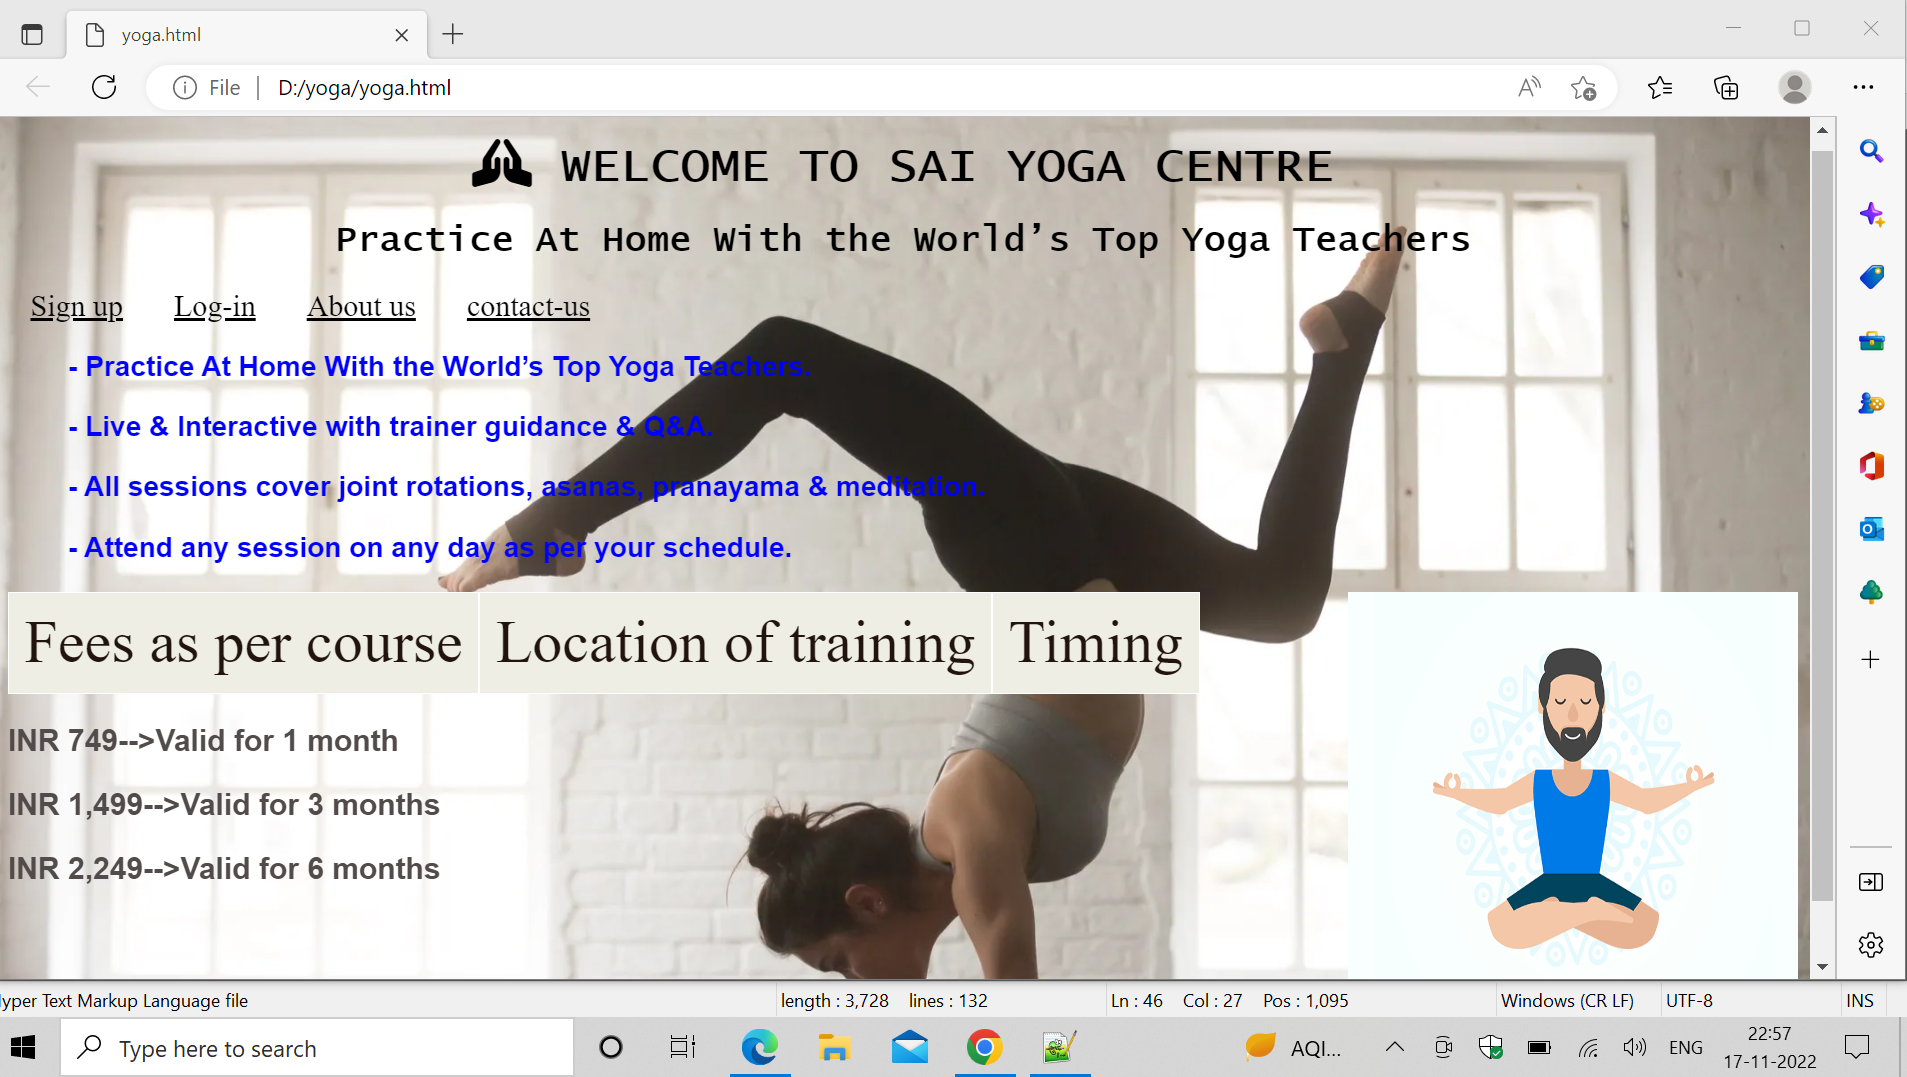 yoga.html
File
D:/yoga/yoga.html
WELCOME TO SAI YOGA CENTRE
Practice At Home With the World’s Top Yoga Teachers
Sign up Log-in About us contact-us
- Practice At Home With the World’s Top Yoga Teachers.
- Live & Interactive with trainer guidance & Q&A.
- All sessions cover joint rotations, asanas, pranayama & meditation.
- Attend any session on any day as per your schedule.
Fees as per course Location of training Timing
INR 749-->Valid for 1 month
INR 1,499-->Valid for 3 months
INR 2,249-->Valid for 6 months
yper Text Markup Language file length : 3,728 lines : 132 Ln : 46 Col : 27 Pos : 1,095 Windows (CR LF) UTF-8 INS
Type here to search AQI... ENG 22:57
17-11-2022